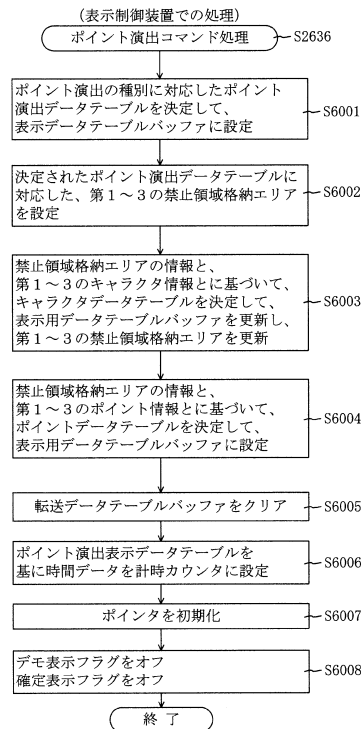 (表示制御装置での処理)
ポイント演出コマンド処理
S2636
ポイント演出の種別に対応したポイント
演出データテーブルを決定して、
表示データテーブルバッファに設定
S6001
決定されたポイント演出データテーブルに
対応した、第1～3の禁止領域格納エリア
を設定
S6002
禁止領域格納エリアの情報と、
第1～3のキャラクタ情報とに基づいて、
キャラクタデータテーブルを決定して、
表示用データテーブルバッファを更新し、
第1～3の禁止領域格納エリアを更新
S6003
禁止領域格納エリアの情報と、
第1～3のポイント情報とに基づいて、
ポイントデータテーブルを決定して、
表示用データテーブルバッファに設定
S6004
転送データテーブルバッファをクリア
S6005
ポイント演出表示データテーブルを
基に時間データを計時カウンタに設定
S6006
ポインタを初期化
S6007
デモ表示フラグをオフ
確定表示フラグをオフ
S6008
終了